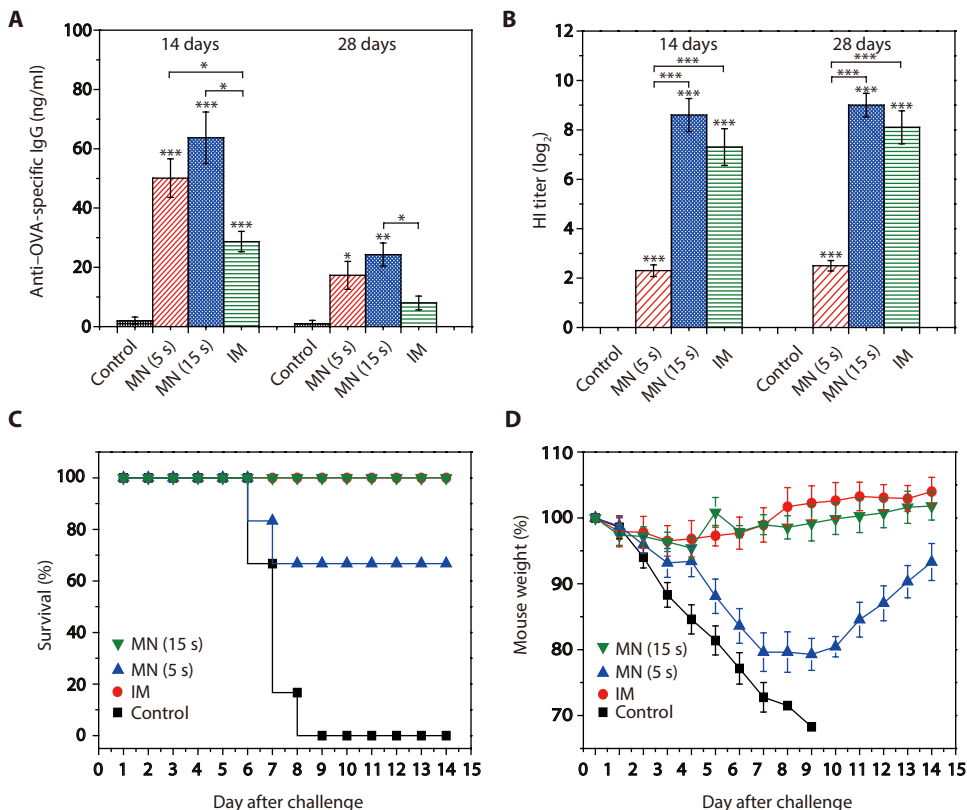 A
100
80
60
40
20
0
Anti–OVA-specific IgG (ng/ml)
14 days
28 days
*
*
***
***
***
*
**
*
Control
MN (5 s)
MN (15 s)
IM
Control
MN (5 s)
MN (15 s)
IM
B
12
10
8
6
4
2
0
HI titer (log2)
14 days
28 days
***
***
***
***
***
***
***
***
***
***
Control
MN (5 s)
MN (15 s)
IM
Control
MN (5 s)
MN (15 s)
IM
C
100
80
60
40
20
0
Survival (%)
MN (15 s)
MN (5 s)
IM
Control
0 1 2 3 4 5 6 7 8 9 10 11 12 13 14 15
Day after challenge
D
110
100
90
80
70
Mouse weight (%)
MN (15 s)
MN (5 s)
IM
Control
0 1 2 3 4 5 6 7 8 9 10 11 12 13 14 15
Day after challenge